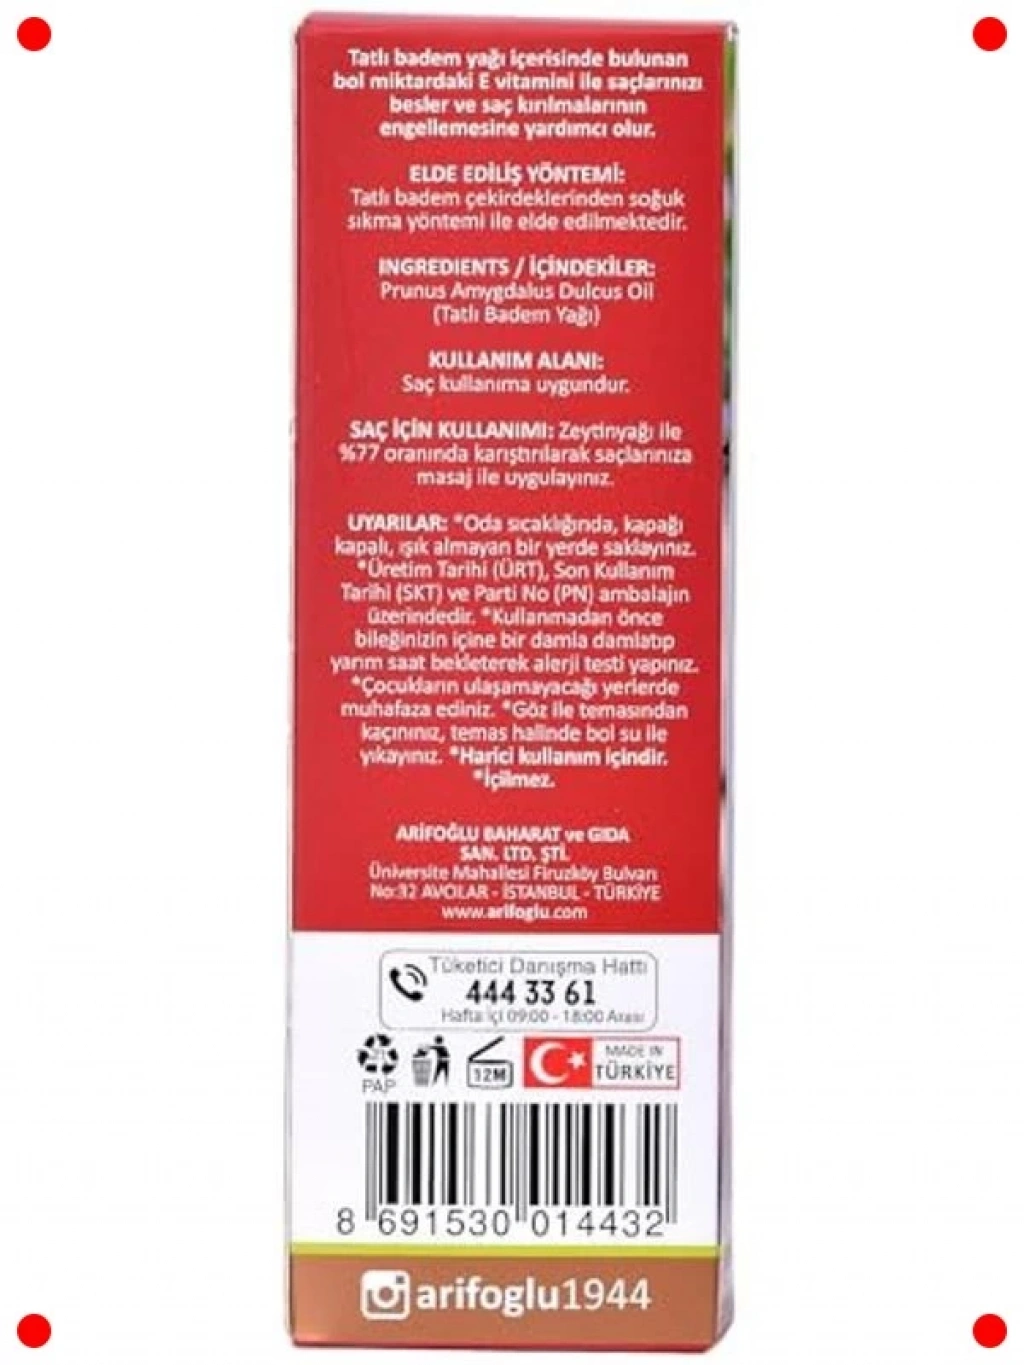 Tatlı badem yağı içerisinde bulunan
bol miktardaki E vitamini ile saçlarınızı
besler ve saç kırılmalarının
engellemesine yardımcı olur.
ELDE EDİLİŞ YÖNTEMİ:
Tatlı badem çekirdeklerinden soğuk
sıkma yöntemi ile elde edilmektedir.
INGREDIENTS / İÇİNDEKİLER:
Prunus Amygdalus Dulcus Oil
(Tatlı Badem Yağı)
KULLANIM ALANI:
Saç kullanıma uygundur.
SAÇ İÇİN KULLANIMI: Zeytinyağı ile
%77 oranında karıştırılarak saçlarınıza
masaj ile uygulayınız.
UYARILAR: *Oda sıcaklığında, kapağı
kapalı, ışık almayan bir yerde saklayınız.
*Üretim Tarihi (ÜRT), Son Kullanım
Tarihi (SKT) ve Parti No (PN) ambalajın
üzerindedir. *Kullanmadan önce
bileğinizin içine bir damla damlatıp
yarım saat bekleterek alerji testi yapınız.
*Çocukların ulaşamayacağı yerlerde
muhafaza ediniz. *Göz ile temasından
kaçınınız, temas halinde bol su ile
yıkayınız. *Harici kullanım içindir.
*İçilmez.
ARİFOĞLU BAHARAT ve GIDA
SAN. LTD. ŞTİ.
Üniversite Mahallesi Firuzköy Bulvarı
No:32 AVCILAR - İSTANBUL - TÜRKİYE
www.arifoglu.com
Tüketici Danışma Hattı
444 33 61
Hafta içi 09:00 - 18:00 Arası
21
PAP
12M
MADE IN
TÜRKİYE
8 691530 014432
arifoglu1944